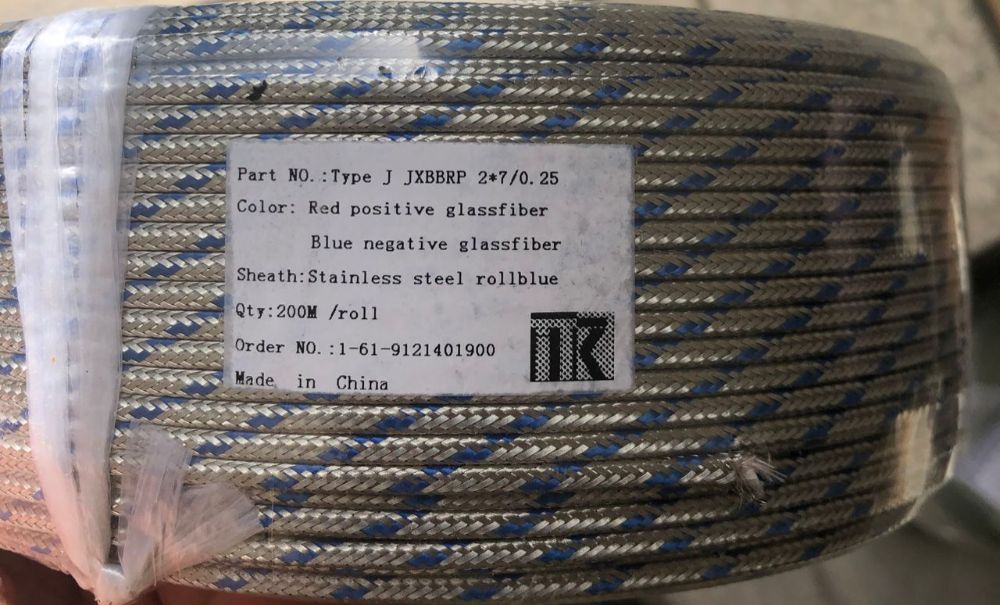 Part NO.:Type J JXBBRP 2*7/0.25
Color: Red positive glassfiber
Blue negative glassfiber
Sheath:Stainless steel rollblue
Qty:200M /roll
Order NO.:1-61-9121401900
Made in China
TK